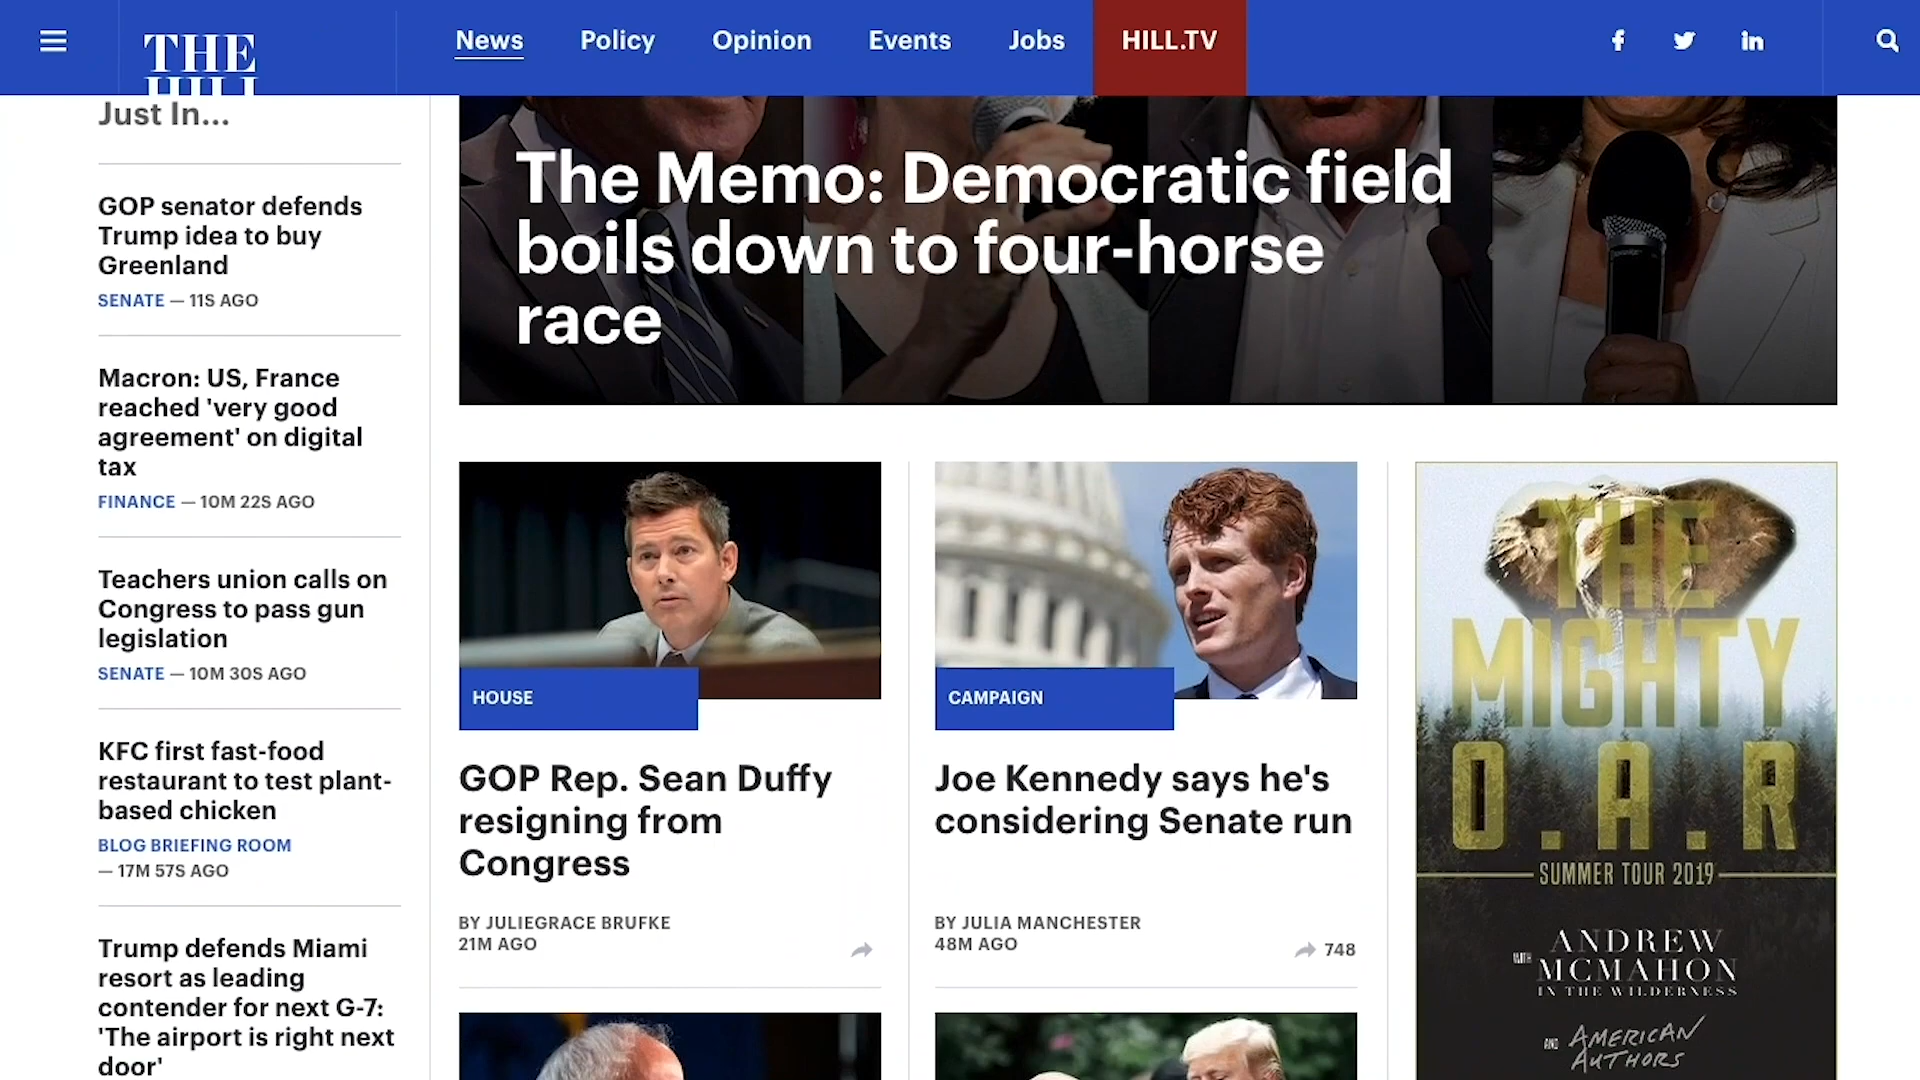 THE
HILL
News
Policy
Opinion
Events
Jobs
HILL.TV
Just In...
GOP senator defends
Trump idea to buy
Greenland
SENATE — 11S AGO
Macron: US, France
reached 'very good
agreement' on digital
tax
FINANCE — 10M 22S AGO
Teachers union calls on
Congress to pass gun
legislation
SENATE — 10M 30S AGO
KFC first fast-food
restaurant to test plant-
based chicken
BLOG BRIEFING ROOM
— 17M 57S AGO
Trump defends Miami
resort as leading
contender for next G-7:
'The airport is right next
door'
The Memo: Democratic field
boils down to four-horse
race
HOUSE
GOP Rep. Sean Duffy
resigning from
Congress
BY JULIEGRACE BRUFKE
21M AGO
CAMPAIGN
Joe Kennedy says he's
considering Senate run
BY JULIA MANCHESTER
48M AGO
748
THE
MIGHTY
O.A.R
SUMMER TOUR 2019
WITH ANDREW
MCMAHON
IN THE WILDERNESS
AND AMERICAN
AUTHORS